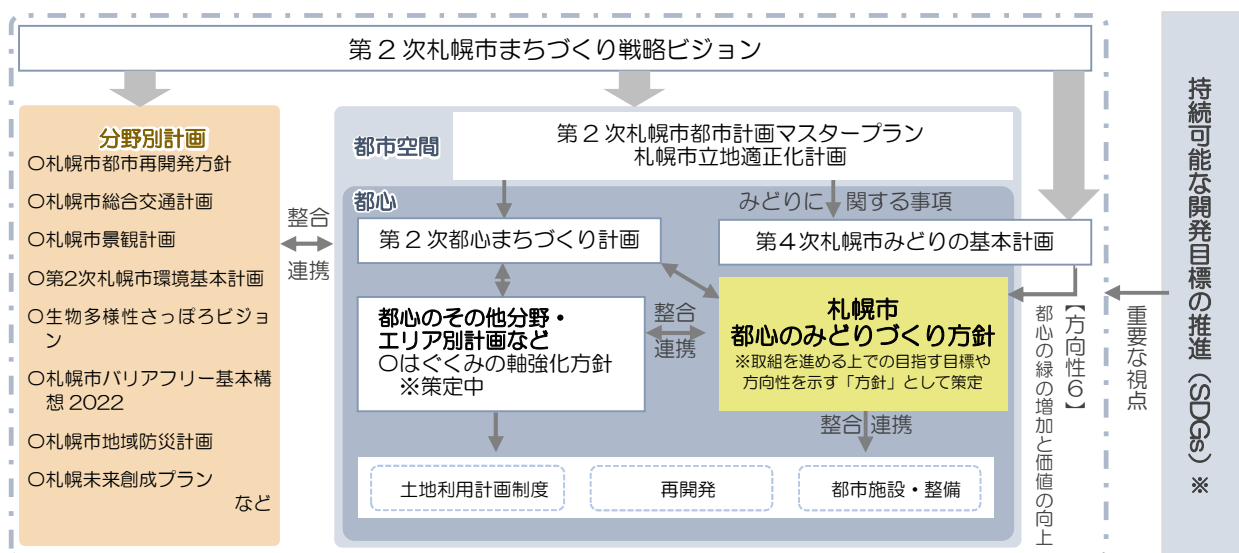 第2次札幌市まちづくり戦略ビジョン
分野別計画
〇札幌市都市再開発方針
〇札幌市総合交通計画
〇札幌市景観計画
〇第2次札幌市環境基本計画
〇生物多様性さっぽろビジョ
ン
〇札幌市バリアフリー基本構
想2022
〇札幌市地域防災計画
〇札幌未来創成プラン
など
整合
連携
都市空間
第2次札幌市都市計画マスタープラン
札幌市立地適正化計画
都心
みどりに 関する事項
第2次都心まちづくり計画
第4次札幌市みどりの基本計画
都心のその他分野・
エリア別計画など
〇はぐくみの軸強化方針
※策定中
整合
連携
札幌市
都心のみどりづくり方針
※取組を進める上での目指す目標や
方向性を示す「方針」として策定
整合 連携
土地利用計画制度
再開発
都市施設・整備
【方向性6】
都心の緑の増加と価値の向上
重要な視点
持続可能な開発目標の推進(SDGs)※